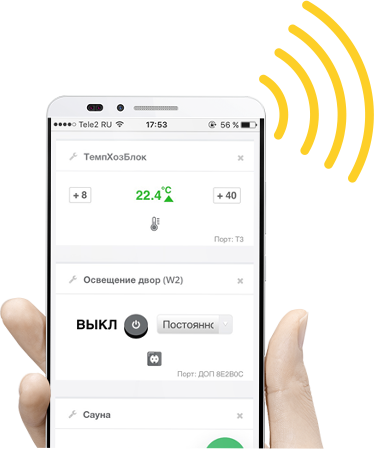 Tele2 RU 17:53 56 %
ТемпХозБлок
+ 8 22.4°C + 40
Порт: T3
Освещение двор (W2)
ВЫКЛ Постоянно
Порт: ДОП 8E2B0C
Сауна